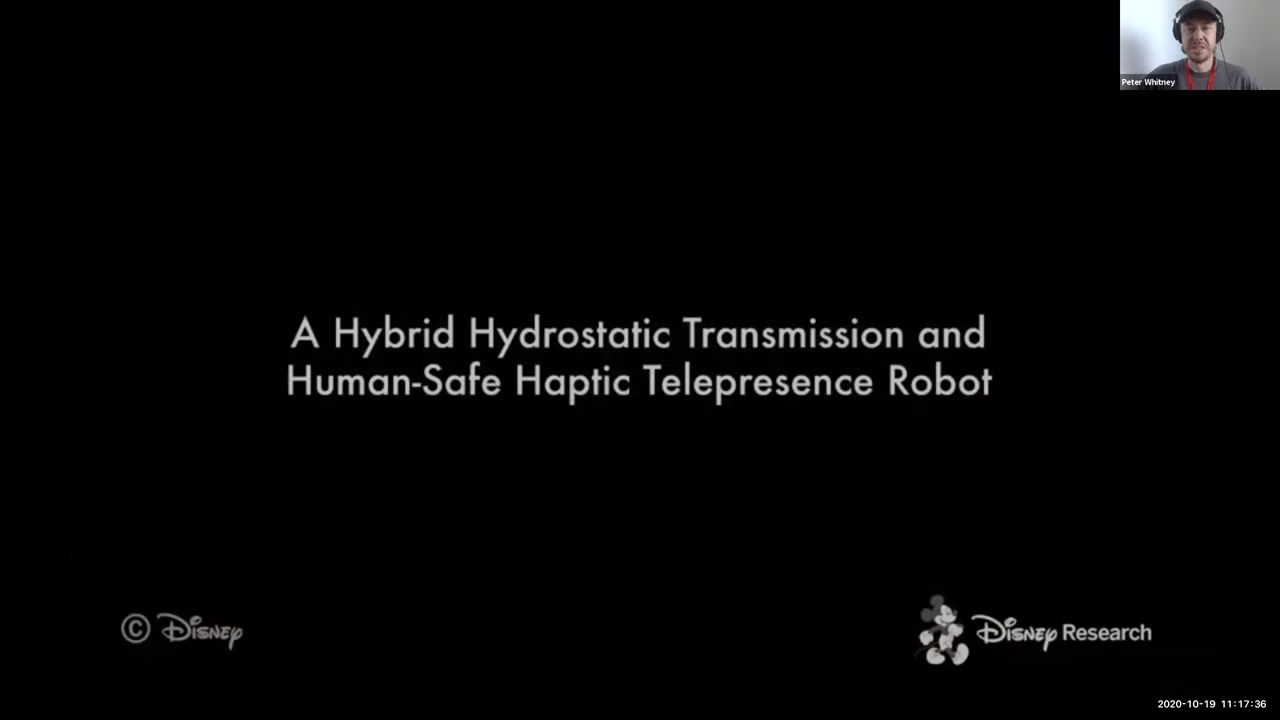 Peter Whitney
A Hybrid Hydrostatic Transmission and
Human-Safe Haptic Telepresence Robot
© Disney
Disney Research
2020-10-19 11:17:36